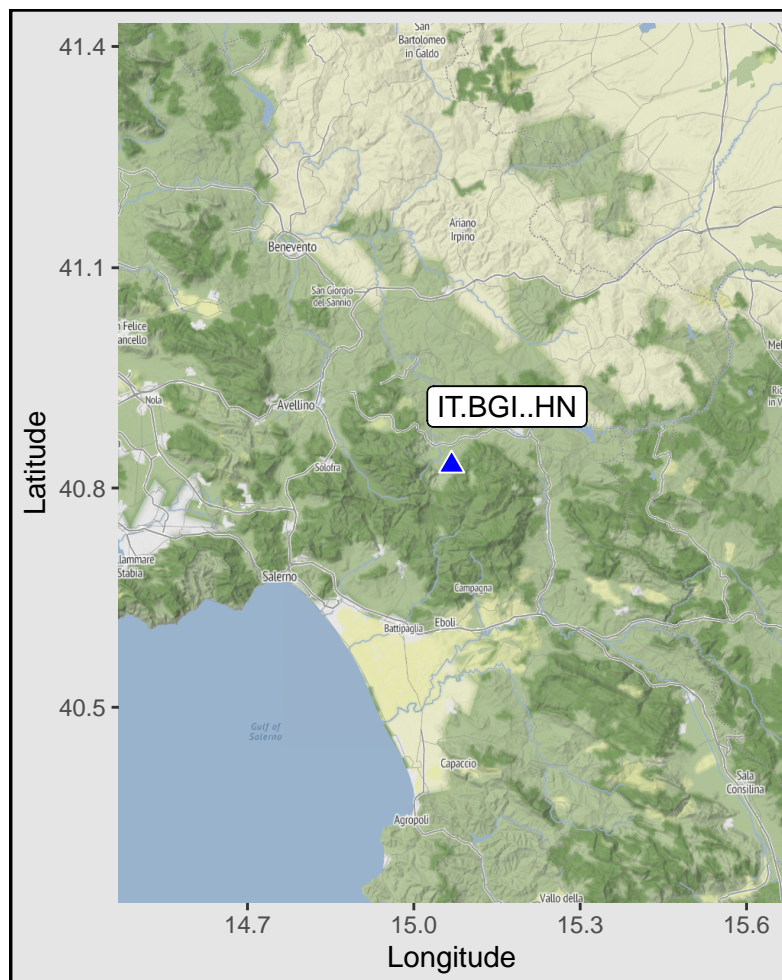 41.4
San
Bartolomeo
in Galdo
Ariano
Irpino
41.1
Benevento
San Giorgio
del Sannio
n Felice
ancello
Nola
Avellino
IT.BGI..HN
Latitude
Solofra
40.8
llammare
Stabia
Salerno
Campagna
Battipaglia
Eboli
40.5
Gulf of
Salerno
Capaccio
Sala
Consilina
Agropoli
Vallo della
14.7
15.0
15.3
15.6
Longitude